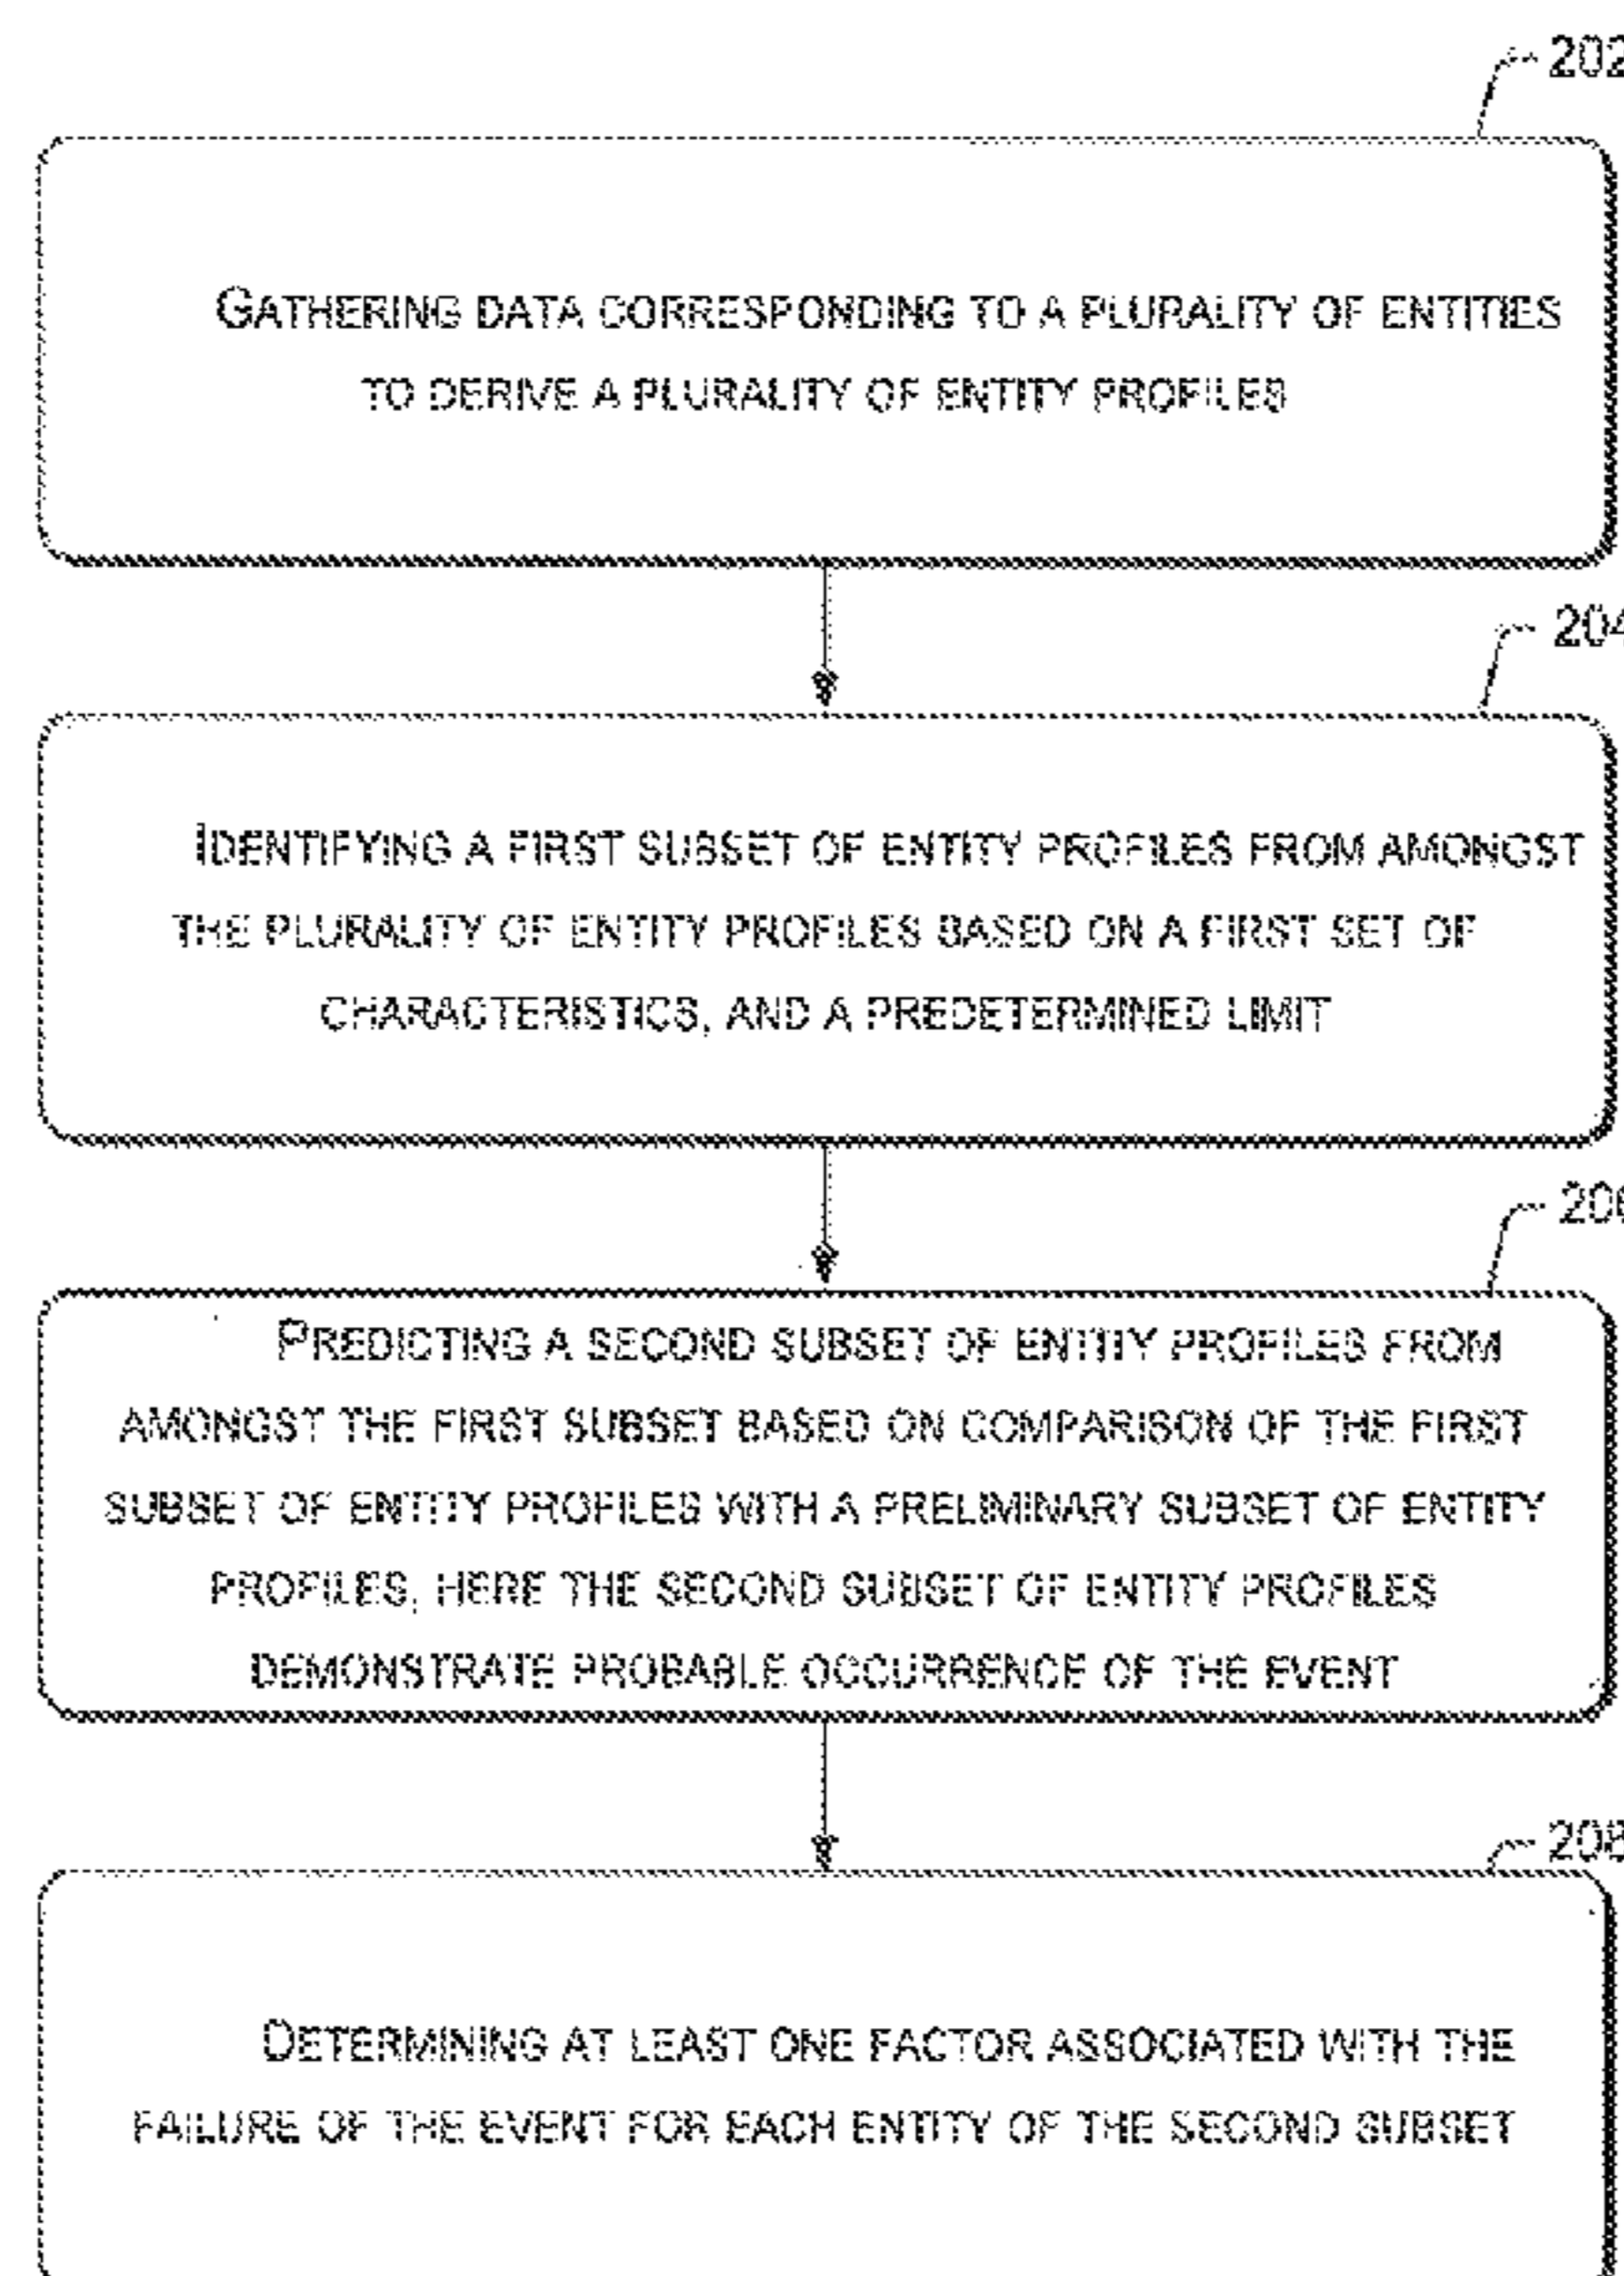 202
GATHERING DATA CORRESPONDING TO A PLURALITY OF ENTITIES
TO DERIVE A PLURALITY OF ENTITY PROFILES
204
IDENTIFYING A FIRST SUBSET OF ENTITY PROFILES FROM AMONGST
THE PLURALITY OF ENTITY PROFILES BASED ON A FIRST SET OF
CHARACTERISTICS, AND A PREDETERMINED LIMIT
206
PREDICTING A SECOND SUBSET OF ENTITY PROFILES FROM
AMONGST THE FIRST SUBSET BASED ON COMPARISON OF THE FIRST
SUBSET OF ENTITY PROFILES WITH A PRELIMINARY SUBSET OF ENTITY
PROFILES, HERE THE SECOND SUBSET OF ENTITY PROFILES
DEMONSTRATE PROBABLE OCCURRENCE OF THE EVENT
208
DETERMINING AT LEAST ONE FACTOR ASSOCIATED WITH THE
FAILURE OF THE EVENT FOR EACH ENTITY OF THE SECOND SUBSET